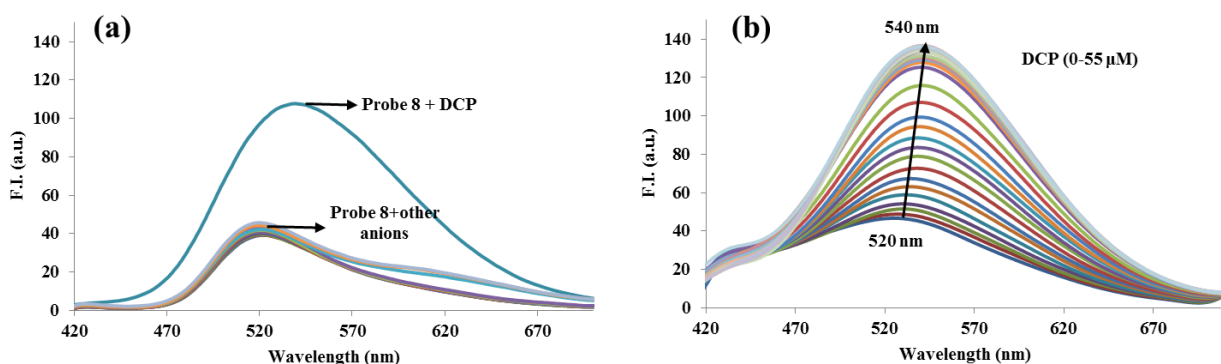 (a)
140
120
100
80
60
40
20
0
F.I. (a.u.)
Probe 8 + DCP
Probe 8+other
anions
420 470 520 570 620 670
Wavelength (nm)
(b)
140
120
100
80
60
40
20
0
F.I. (a.u.)
540 nm
DCP (0-55 µM)
520 nm
420 470 520 570 620 670
Wavelength (nm)